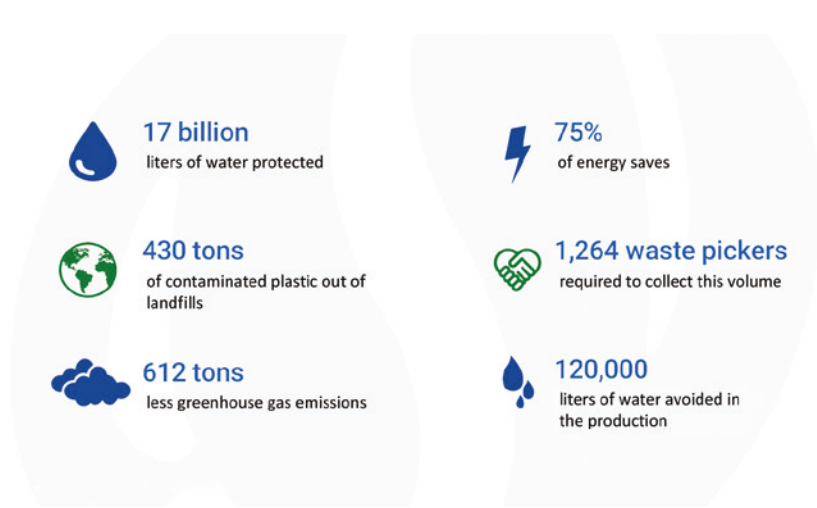 17 billion
liters of water protected
75%
of energy saves
430 tons
of contaminated plastic out of
landfills
1,264 waste pickers
required to collect this volume
612 tons
less greenhouse gas emissions
120,000
liters of water avoided in
the production